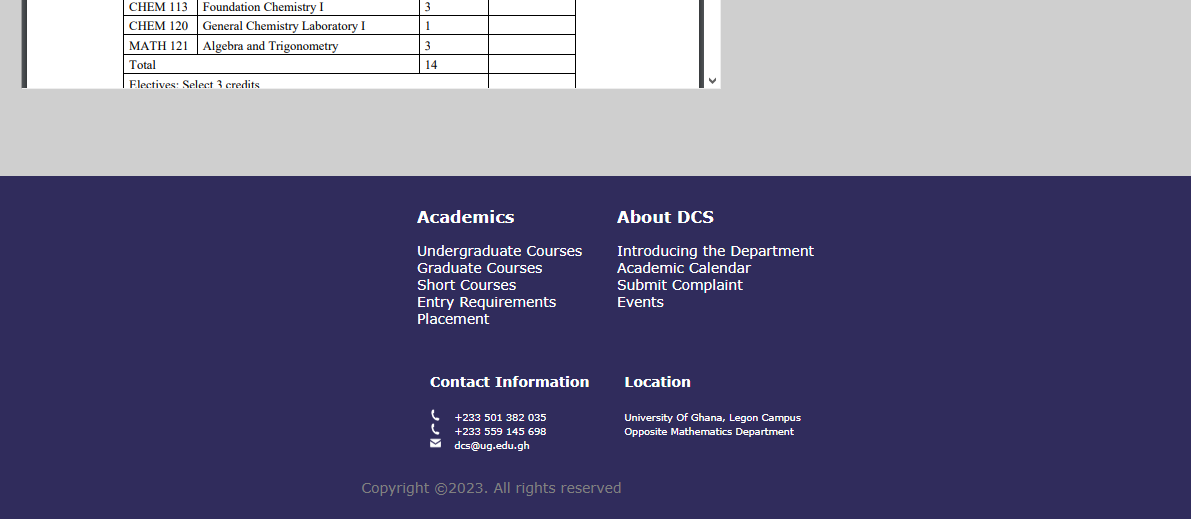 CHEM 113 Foundation Chemistry I 3
CHEM 120 General Chemistry Laboratory I 1
MATH 121 Algebra and Trigonometry 3
Total 14
Electives: Select 3 credits
Academics
Undergraduate Courses
Graduate Courses
Short Courses
Entry Requirements
Placement
About DCS
Introducing the Department
Academic Calendar
Submit Complaint
Events
Contact Information
+233 501 382 035
+233 559 145 698
dcs@ug.edu.gh
Location
University Of Ghana, Legon Campus
Opposite Mathematics Department
Copyright ©2023. All rights reserved